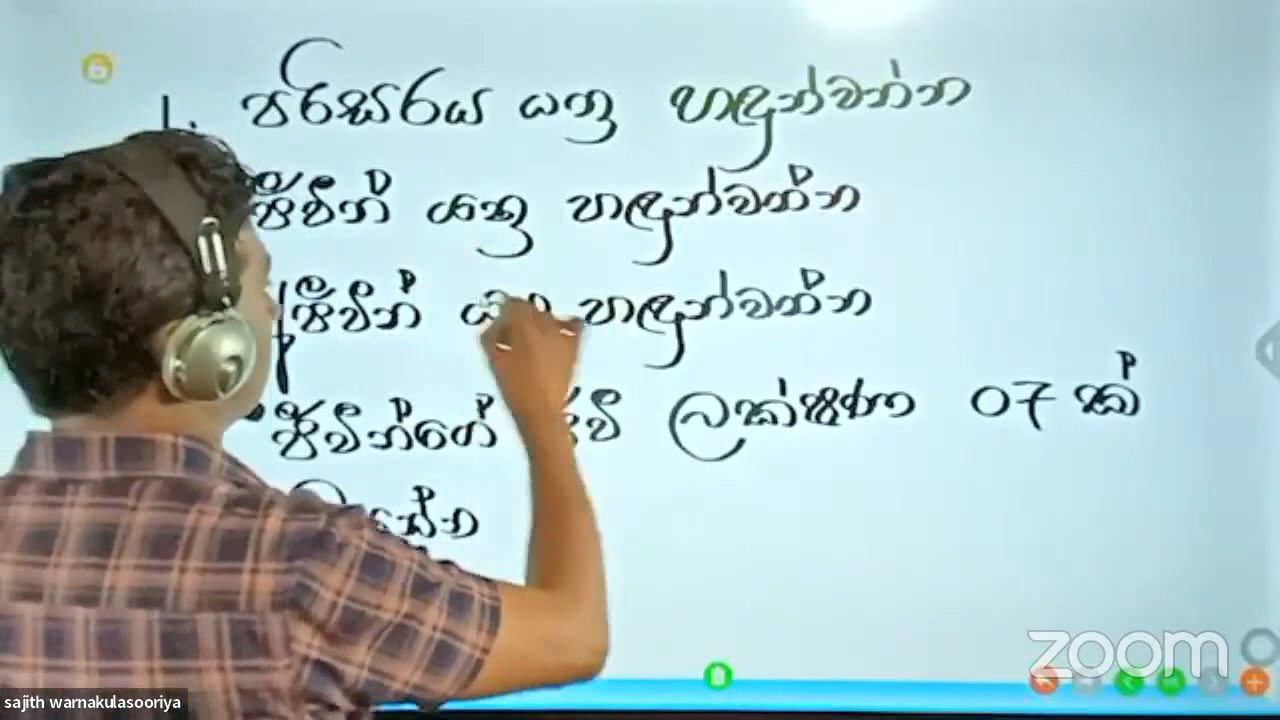 1. පරිසරය යනු හඳුන්වන්න
ජීවීන් යනු හඳුන්වන්න
ජීවීන් හඳුන්වන්න
ජීවීන්ගේ ජීවී ලක්ෂණ 07 ක්
zoom
sajith warnakulasooriya